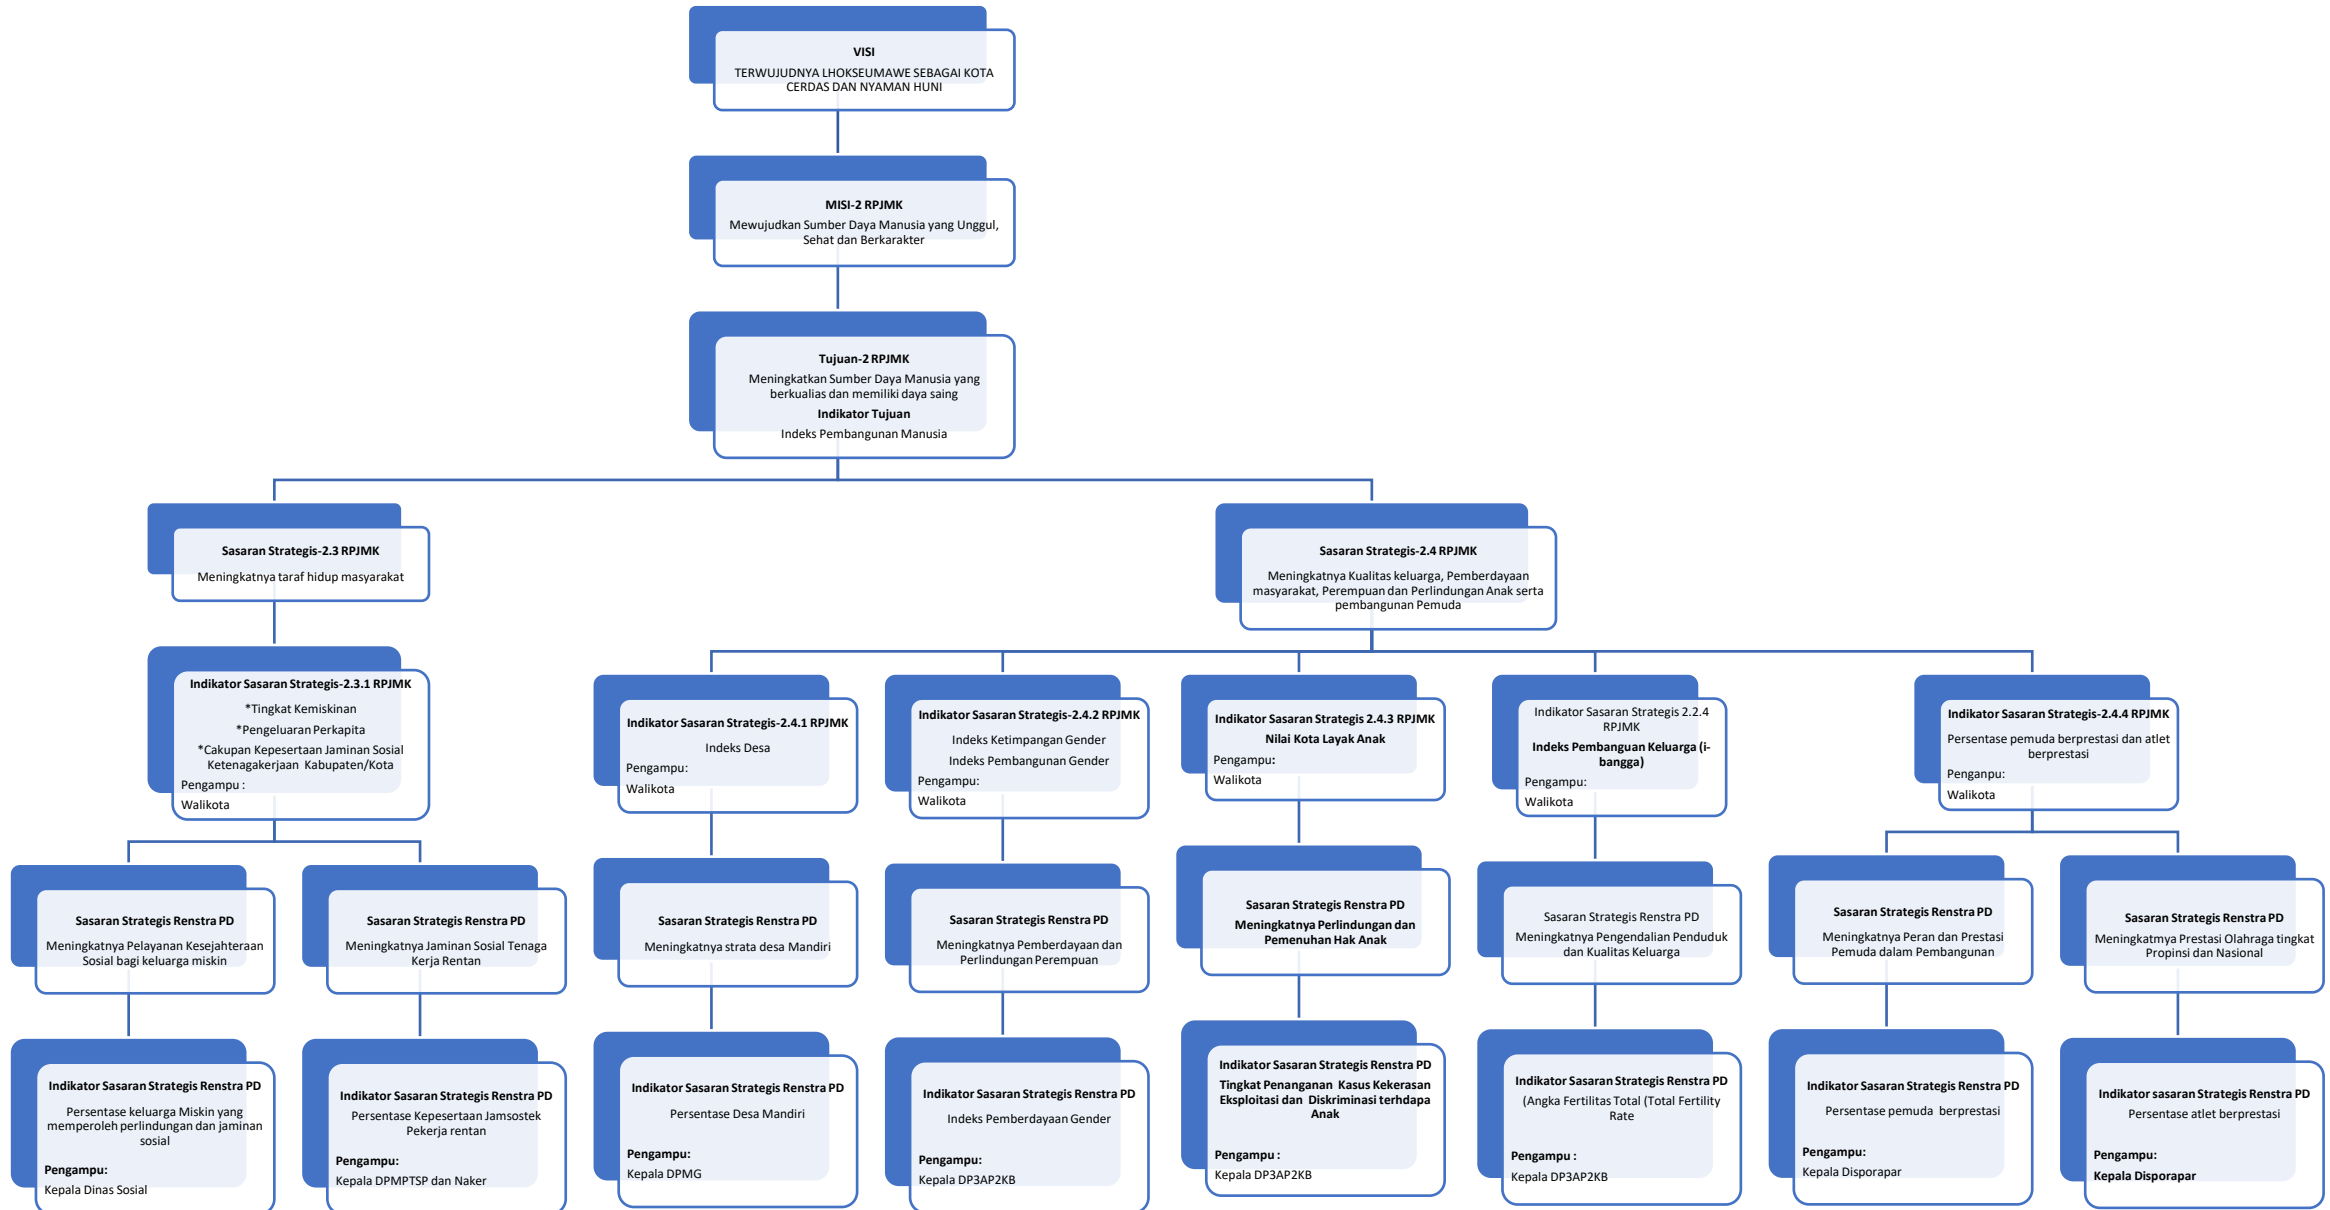 VISI
TERWUJUDNYA LHOKSEUMAWE SEBAGAI KOTA
CERDAS DAN NYAMAN HUNI
MISI-2 RPJMK
Mewujudkan Sumber Daya Manusia yang Unggul,
Sehat dan Berkarakter
Tujuan-2 RPJMK
Meningkatkan Sumber Daya Manusia yang
berkualias dan memiliki daya saing
Indikator Tujuan
Indeks Pembangunan Manusia
Sasaran Strategis-2.3 RPJMK
Meningkatnya taraf hidup masyarakat
Sasaran Strategis-2.4 RPJMK
Meningkatnya Kualitas keluarga, Pemberdayaan
masyarakat, Perempuan dan Perlindungan Anak serta
pembangunan Pemuda
Indikator Sasaran Strategis-2.3.1 RPJMK
*Tingkat Kemiskinan
*Pengeluaran Perkapita
*Cakupan Kepesertaan Jaminan Sosial
Ketenagakerjaan Kabupaten/Kota
Pengampu :
Walikota
Indikator Sasaran Strategis-2.4.1 RPJMK
Indeks Desa
Pengampu:
Walikota
Indikator Sasaran Strategis-2.4.2 RPJMK
Indeks Ketimpangan Gender
Indeks Pembangunan Gender
Pengampu:
Walikota
Indikator Sasaran Strategis 2.4.3 RPJMK
Nilai Kota Layak Anak
Pengampu:
Walikota
Indikator Sasaran Strategis 2.2.4
RPJMK
Indeks Pembanguan Keluarga (i-
bangga)
Pengampu:
Walikota
Indikator Sasaran Strategis-2.4.4 RPJMK
Persentase pemuda berprestasi dan atlet
berprestasi
Penganpu:
Walikota
Sasaran Strategis Renstra PD
Meningkatnya Pelayanan Kesejahteraan
Sosial bagi keluarga miskin
Sasaran Strategis Renstra PD
Meningkatnya Jaminan Sosial Tenaga
Kerja Rentan
Sasaran Strategis Renstra PD
Meningkatnya strata desa Mandiri
Sasaran Strategis Renstra PD
Meningkatnya Pemberdayaan dan
Perlindungan Perempuan
Sasaran Strategis Renstra PD
Meningkatnya Perlindungan dan
Pemenuhan Hak Anak
Sasaran Strategis Renstra PD
Meningkatnya Pengendalian Penduduk
dan Kualitas Keluarga
Sasaran Strategis Renstra PD
Meningkatnya Peran dan Prestasi
Pemuda dalam Pembangunan
Sasaran Strategis Renstra PD
Meningkatmya Prestasi Olahraga tingkat
Propinsi dan Nasional
Indikator Sasaran Strategis Renstra PD
Persentase keluarga Miskin yang
memperoleh perlindungan dan jaminan
sosial
Pengampu:
Kepala Dinas Sosial
Indikator Sasaran Strategis Renstra PD
Persentase Kepesertaan Jamsostek
Pekerja rentan
Pengampu:
Kepala DPMPTSP dan Naker
Indikator Sasaran Strategis Renstra PD
Persentase Desa Mandiri
Pengampu:
Kepala DPMG
Indikator Sasaran Strategis Renstra PD
Indeks Pemberdayaan Gender
Pengampu:
Kepala DP3AP2KB
Indikator Sasaran Strategis Renstra PD
Tingkat Penanganan Kasus Kekerasan
Eksploitasi dan Diskriminasi terhdapa
Anak
Pengampu :
Kepala DP3AP2KB
Indikator Sasaran Strategis Renstra PD
(Angka Fertilitas Total (Total Fertility
Rate
Pengampu :
Kepala DP3AP2KB
Indikator Sasaran Strategis Renstra PD
Persentase pemuda berprestasi
Pengampu:
Kepala Disporapar
Indikator sasaran Strategis Renstra PD
Persentase atlet berprestasi
Pengampu:
Kepala Disporapar